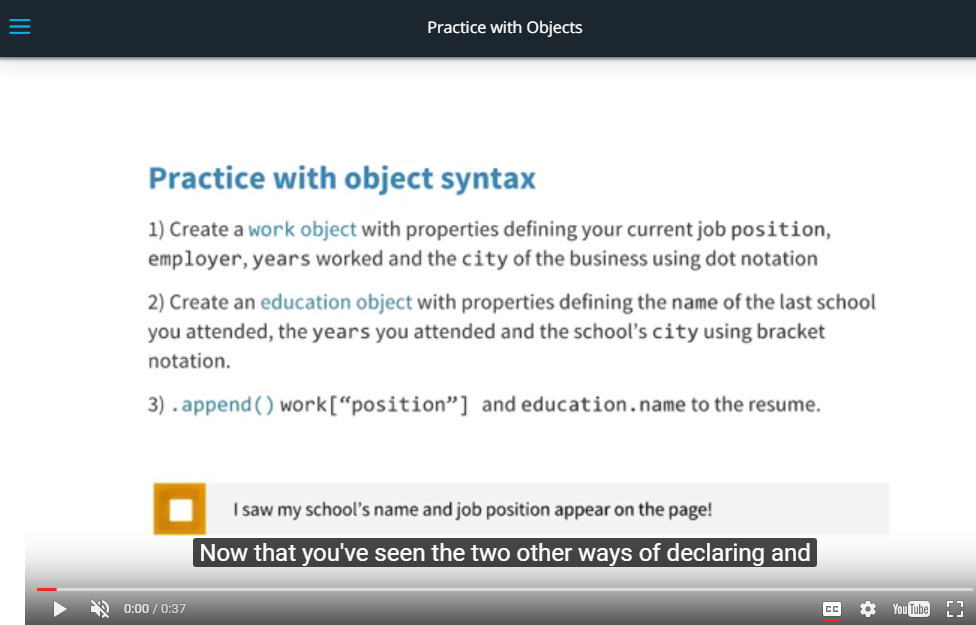 Practice with Objects
Practice with object syntax
1) Create a work object with properties defining your current job position,
employer, years worked and the city of the business using dot notation
2) Create an education object with properties defining the name of the last school
you attended, the years you attended and the school’s city using bracket
notation.
3) .append() work[“position”] and education.name to the resume.
I saw my school’s name and job position appear on the page!
Now that you've seen the two other ways of declaring and
0:00 / 0:37
CC
YouTube